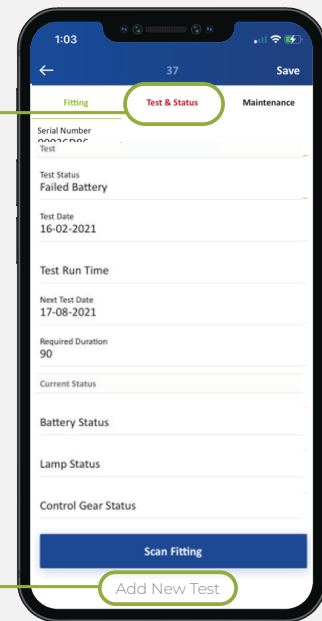 1:03
37
Save
Fitting
Test & Status
Maintenance
Serial Number
Test
Test Status
Failed Battery
Test Date
16-02-2021
Test Run Time
Next Test Date
17-08-2021
Required Duration
90
Current Status
Battery Status
Lamp Status
Control Gear Status
Scan Fitting
Add New Test